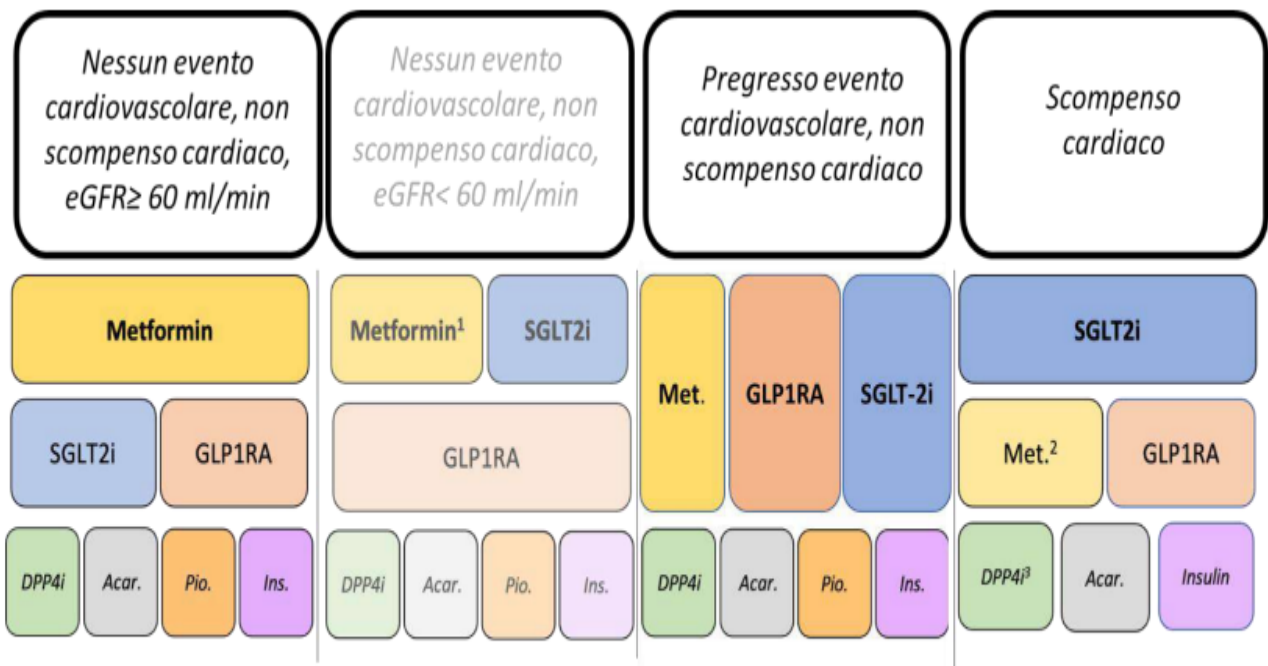 Nessun evento
cardiovascolare, non
scompenso cardiaco,
eGFR≥ 60 ml/min
Nessun evento
cardiovascolare, non
scompenso cardiaco,
eGFR< 60 ml/min
Pregresso evento
cardiovascolare, non
scompenso cardiaco
Scompenso
cardiaco
Metformin
SGLT2i
GLP1RA
DPP4i
Acar.
Pio.
Ins.
Metformin¹
SGLT2i
GLP1RA
DPP4i
Acar.
Pio.
Ins.
Met.
GLP1RA
SGLT-2i
DPP4i
Acar.
Pio.
Ins.
SGLT2i
Met.²
GLP1RA
DPP4i³
Acar.
Insulin